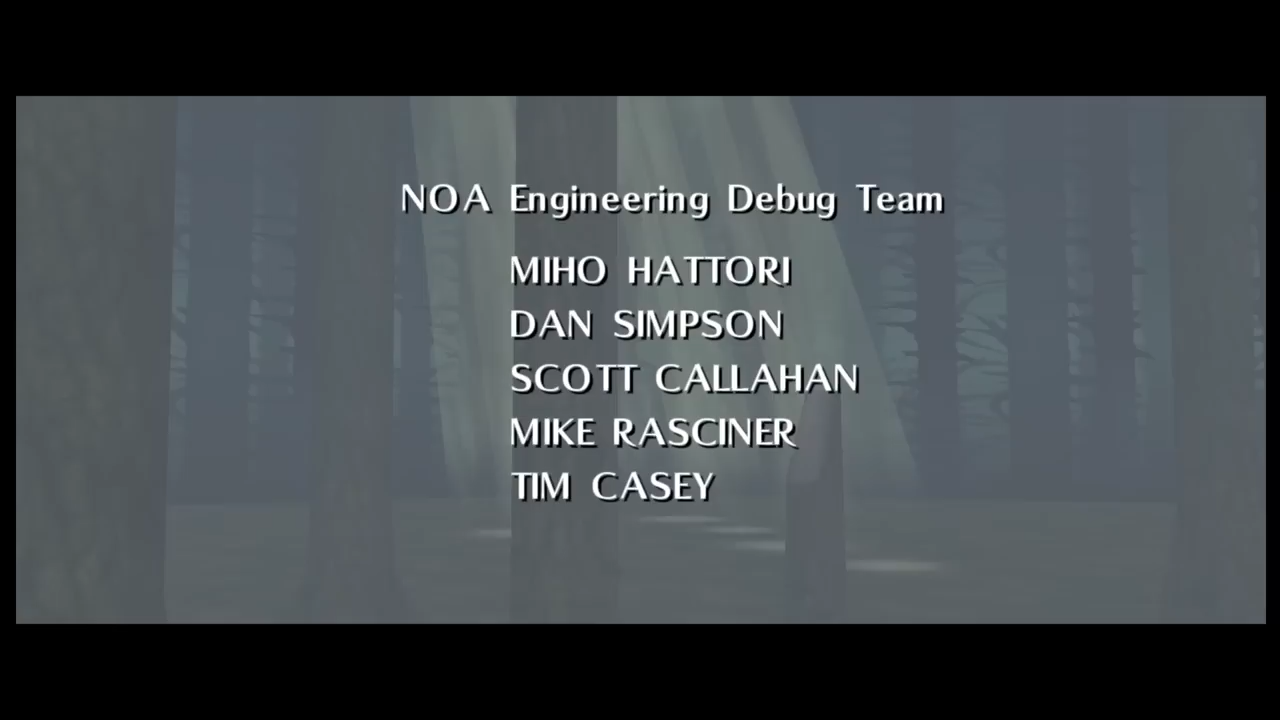 NOA Engineering Debug Team
MIHO HATTORI
DAN SIMPSON
SCOTT CALLAHAN
MIKE RASCINER
TIM CASEY